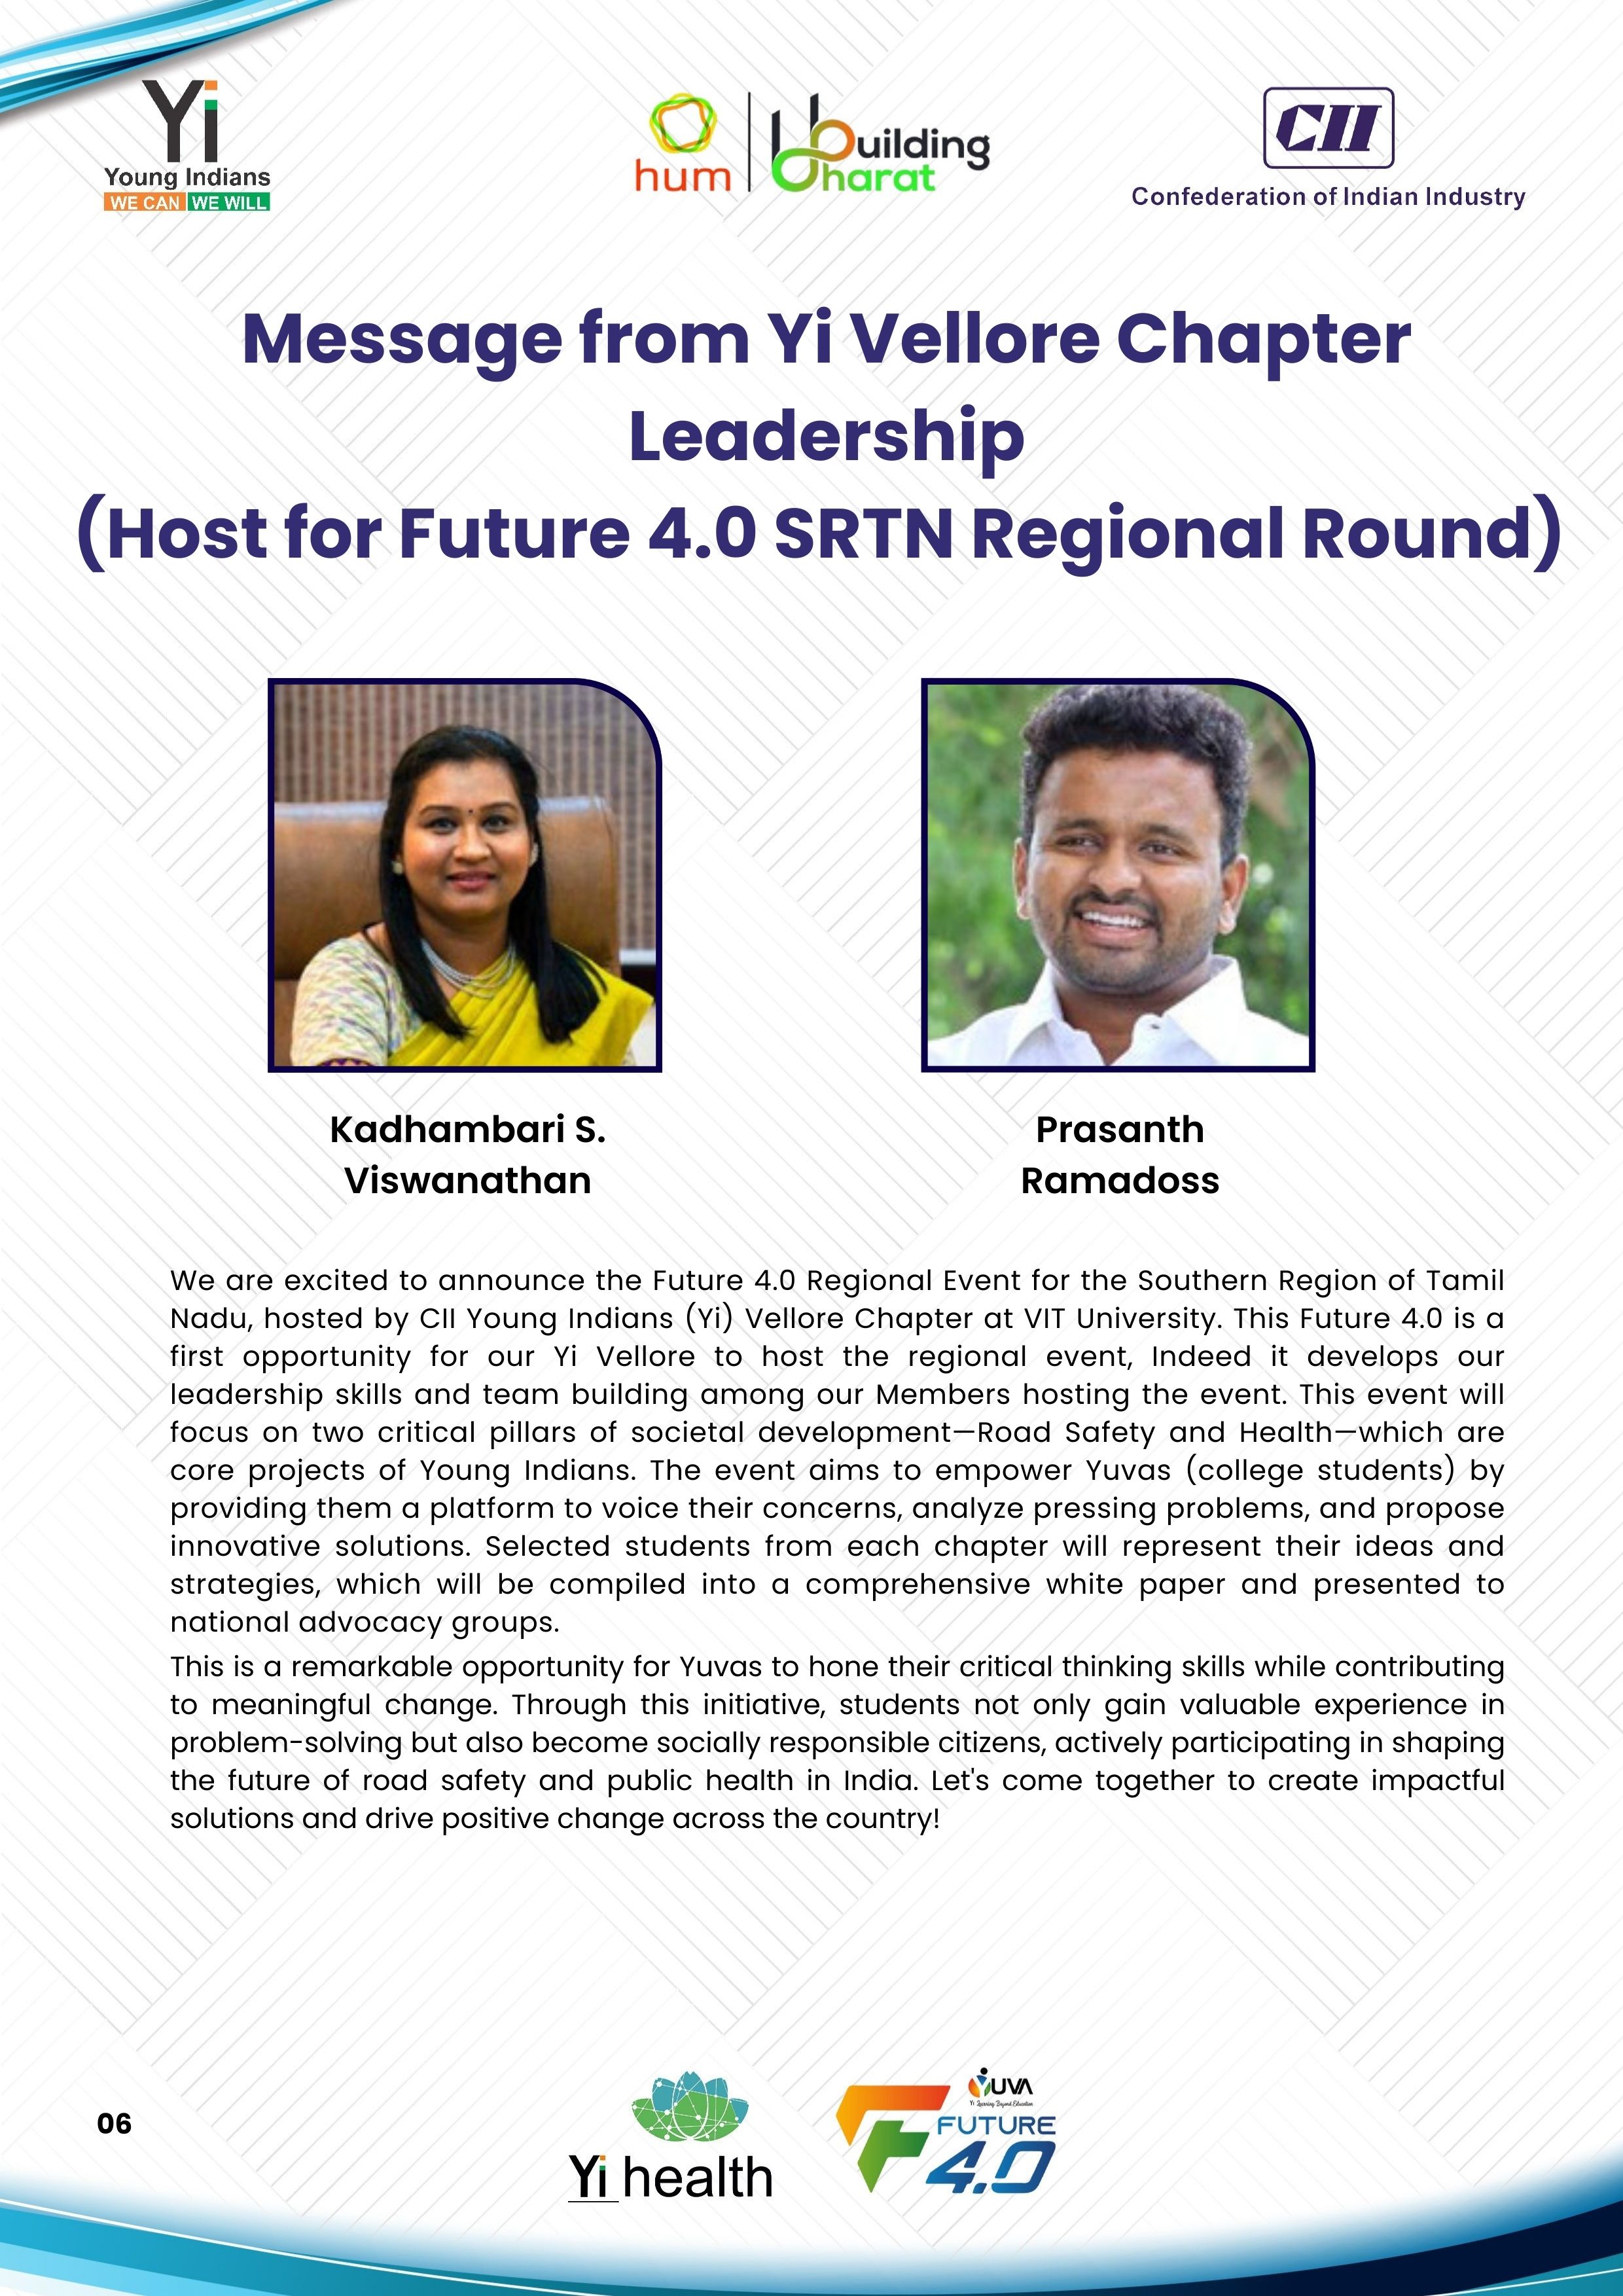 Yi
Young Indians
WE CAN WE WILL
hum
Building
Bharat
CII
Confederation of Indian Industry
Message from Yi Vellore Chapter
Leadership
(Host for Future 4.0 SRTN Regional Round)
Kadhambari S.
Viswanathan
Prasanth
Ramadoss
We are excited to announce the Future 4.0 Regional Event for the Southern Region of Tamil
Nadu, hosted by CII Young Indians (Yi) Vellore Chapter at VIT University. This Future 4.0 is a
first opportunity for our Yi Vellore to host the regional event, Indeed it develops our
leadership skills and team building among our Members hosting the event. This event will
focus on two critical pillars of societal development—Road Safety and Health—which are
core projects of Young Indians. The event aims to empower Yuvas (college students) by
providing them a platform to voice their concerns, analyze pressing problems, and propose
innovative solutions. Selected students from each chapter will represent their ideas and
strategies, which will be compiled into a comprehensive white paper and presented to
national advocacy groups.
This is a remarkable opportunity for Yuvas to hone their critical thinking skills while contributing
to meaningful change. Through this initiative, students not only gain valuable experience in
problem-solving but also become socially responsible citizens, actively participating in shaping
the future of road safety and public health in India. Let's come together to create impactful
solutions and drive positive change across the country!
06
Yi health
YUVA
Yi Learning Beyond Education
FUTURE
4.0